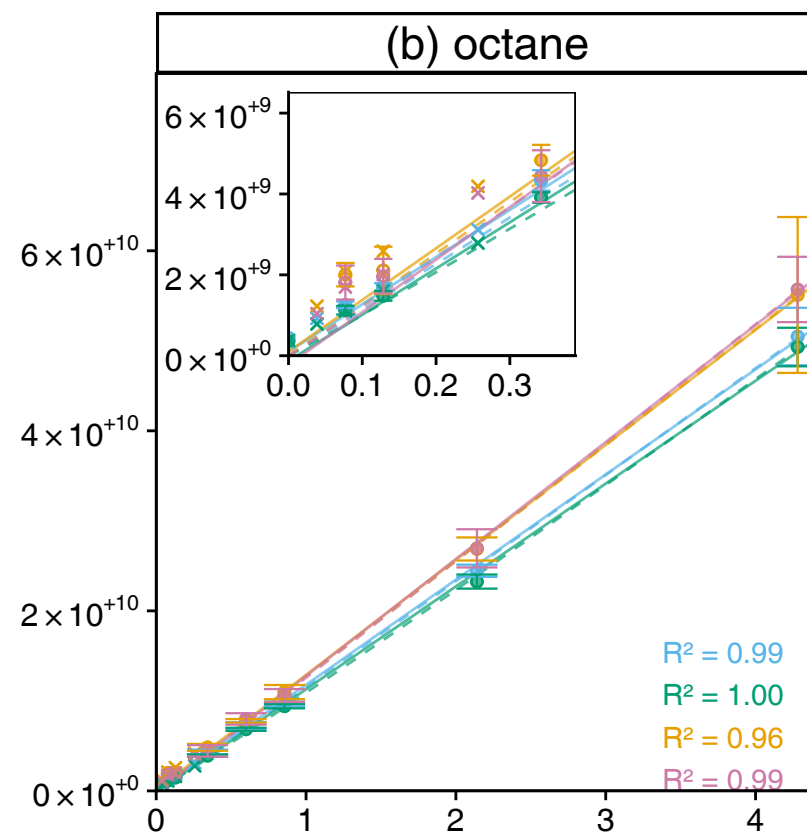 (b) octane
6 × 10⁺⁹
4 × 10⁺⁹
2 × 10⁺⁹
0 × 10⁺⁰
0.0 0.1 0.2 0.3
6 × 10⁺¹⁰
4 × 10⁺¹⁰
2 × 10⁺¹⁰
0 × 10⁺⁰
R² = 0.99
R² = 1.00
R² = 0.96
R² = 0.99
0 1 2 3 4